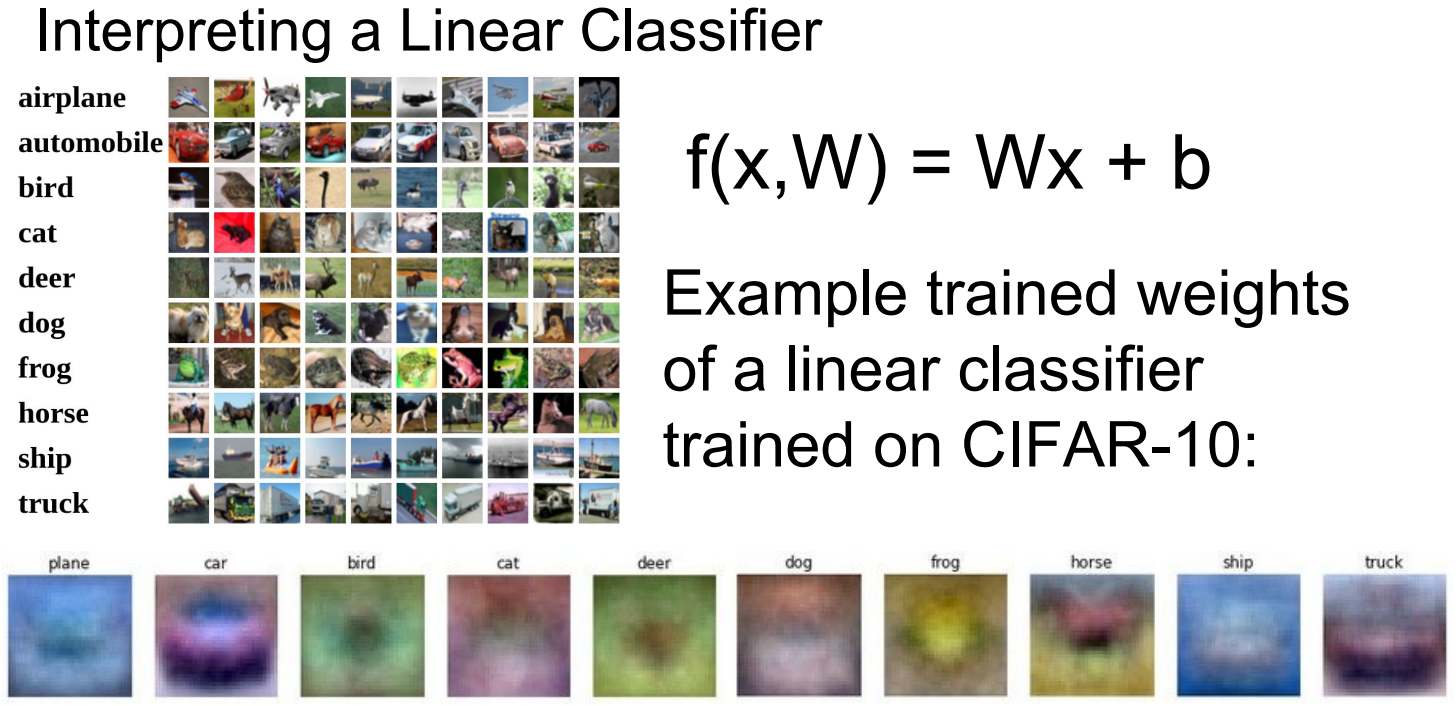 Interpreting a Linear Classifier
airplane
automobile
bird
cat
deer
dog
frog
horse
ship
truck
f(x,W) = Wx + b
Example trained weights
of a linear classifier
trained on CIFAR-10:
plane car bird cat deer dog frog horse ship truck